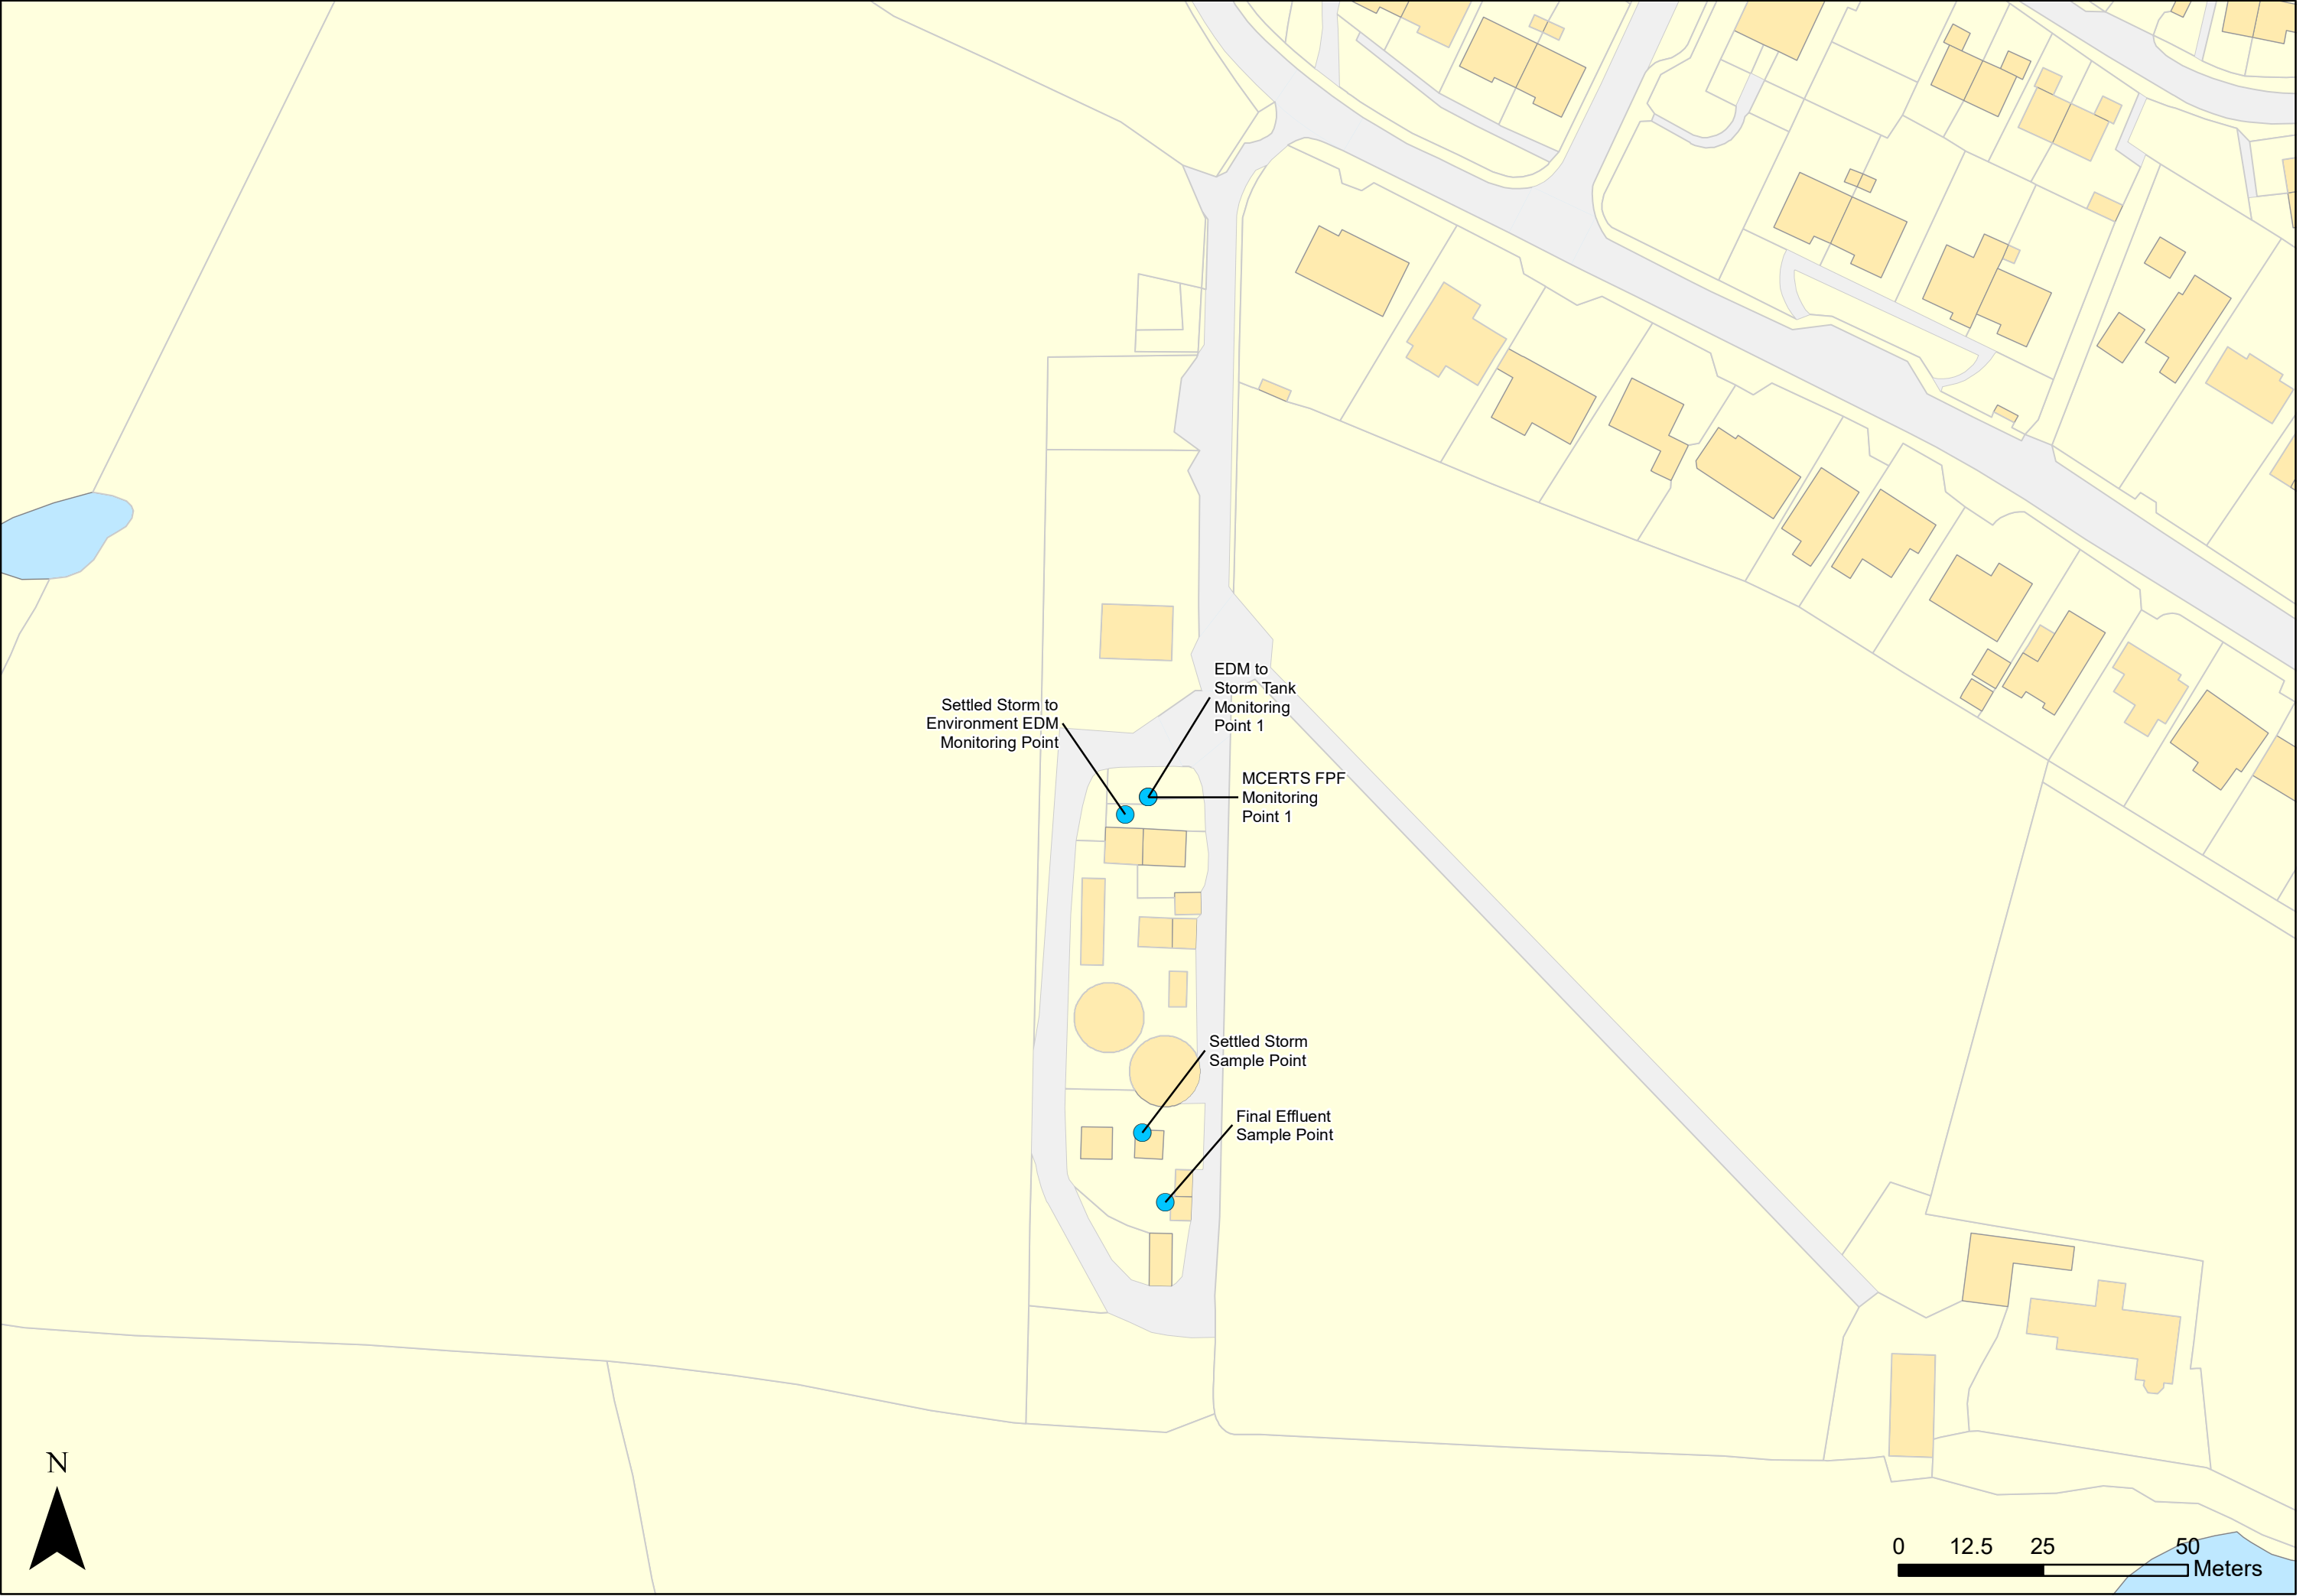 EDM to
Storm Tank
Monitoring
Point 1
Settled Storm to
Environment EDM
Monitoring Point
MCERTS FPF
Monitoring
Point 1
Settled Storm
Sample Point
Final Effluent
Sample Point
N
0 12.5 25 50
Meters